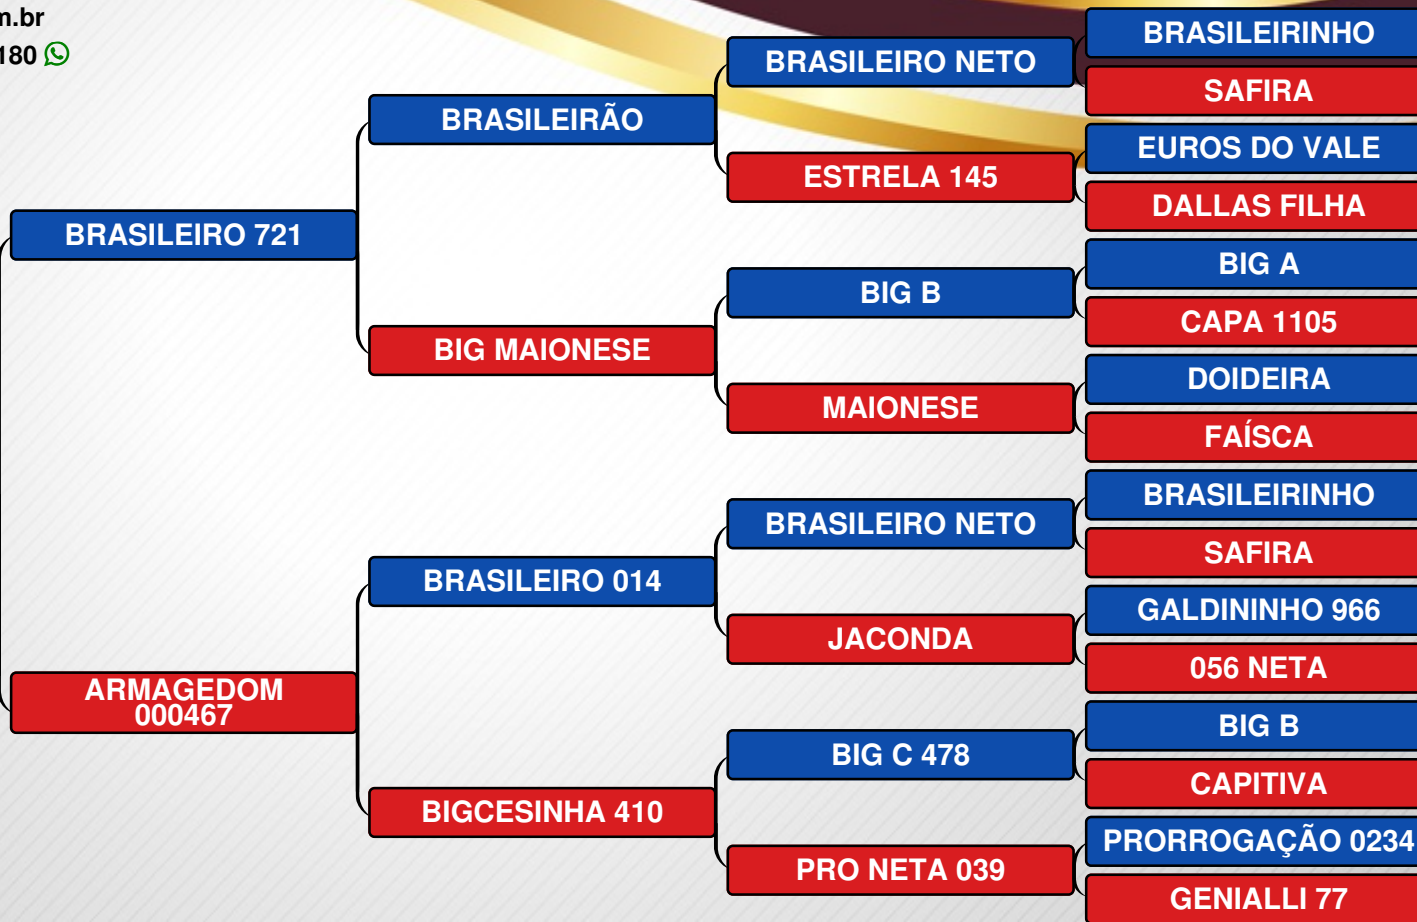 m.br
180
BRASILEIRO 721
ARMAGEDOM
000467
BRASILEIRÃO
BIG MAIONESE
BRASILEIRO 014
BIGCESINHA 410
BRASILEIRO NETO
ESTRELA 145
BIG B
MAIONESE
BRASILEIRO NETO
JACONDA
BIG C 478
PRO NETA 039
BRASILEIRINHO
SAFIRA
EUROS DO VALE
DALLAS FILHA
BIG A
CAPA 1105
DOIDEIRA
FAÍSCA
BRASILEIRINHO
SAFIRA
GALDININHO 966
056 NETA
BIG B
CAPITIVA
PRORROGAÇÃO 0234
GENIALLI 77